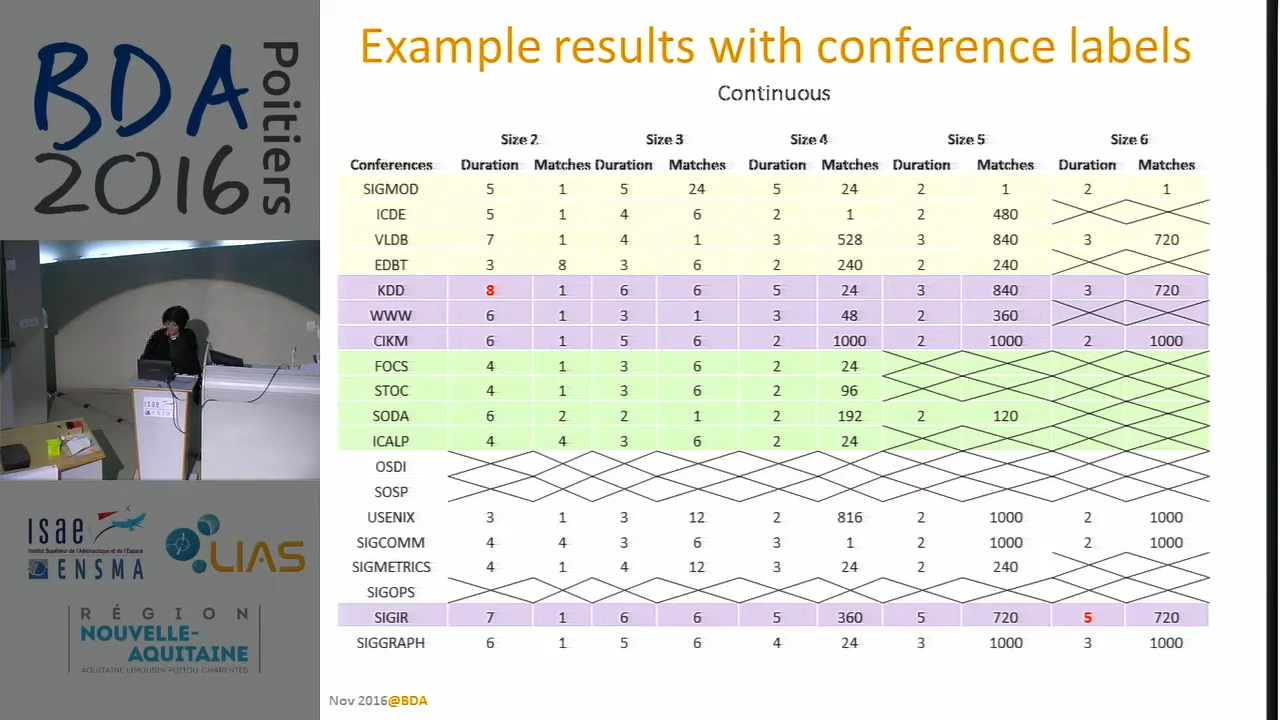 BDA
2016
Poitiers
isae
Institut Supérieur de l'Aéronautique et de l'Espace
ENSMA
LIAS
RÉGION
NOUVELLE-
AQUITAINE
AQUITAINE LIMOUSIN POITOU-CHARENTES
Example results with conference labels
Continuous
Size 2 Size 3 Size 4 Size 5 Size 6
Conferences Duration Matches Duration Matches Duration Matches Duration Matches Duration Matches
SIGMOD 5 1 5 24 5 24 2 1 2 1
ICDE 5 1 4 6 2 1 2 480
VLDB 7 1 4 1 3 528 3 840 3 720
EDBT 3 8 3 6 2 240 2 240
KDD 8 1 6 6 5 24 3 840 3 720
WWW 6 1 3 1 3 48 2 360
CIKM 6 1 5 6 2 1000 2 1000 2 1000
FOCS 4 1 3 6 2 24
STOC 4 1 3 6 2 96
SODA 6 2 2 1 2 192 2 120
ICALP 4 4 3 6 2 24
OSDI
SOSP
USENIX 3 1 3 12 2 816 2 1000 2 1000
SIGCOMM 4 4 3 6 3 1 2 1000 2 1000
SIGMETRICS 4 1 4 12 3 24 2 240
SIGOPS
SIGIR 7 1 6 6 5 360 5 720 5 720
SIGGRAPH 6 1 5 6 4 24 3 1000 3 1000
Nov 2016@BDA